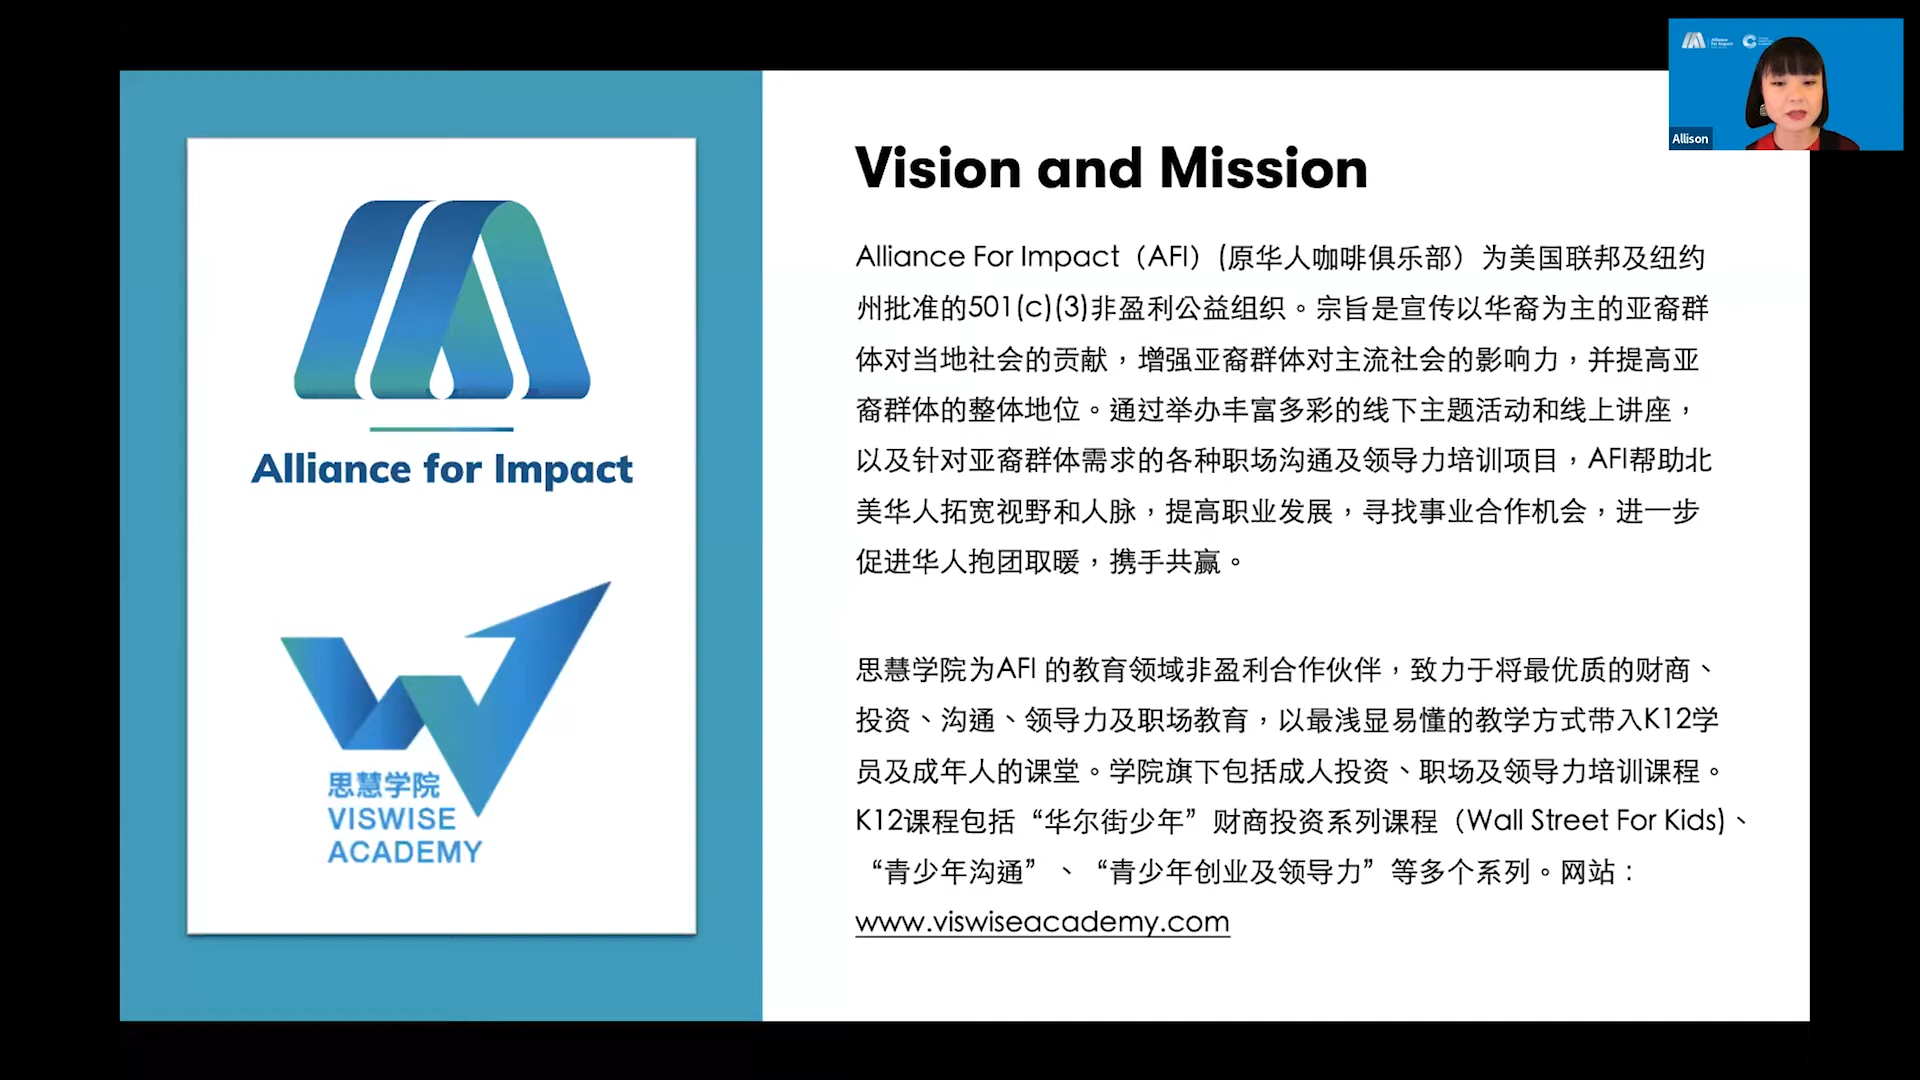 Allison
Alliance for Impact
思慧学院
VISWISE
ACADEMY
Vision and Mission
Alliance For Impact（AFI）(原华人咖啡俱乐部）为美国联邦及纽约
州批准的501(c)(3)非盈利公益组织。宗旨是宣传以华裔为主的亚裔群
体对当地社会的贡献，增强亚裔群体对主流社会的影响力，并提高亚
裔群体的整体地位。通过举办丰富多彩的线下主题活动和线上讲座，
以及针对亚裔群体需求的各种职场沟通及领导力培训项目，AFI帮助北
美华人拓宽视野和人脉，提高职业发展，寻找事业合作机会，进一步
促进华人抱团取暖，携手共赢。
思慧学院为AFI 的教育领域非盈利合作伙伴，致力于将最优质的财商、
投资、沟通、领导力及职场教育，以最浅显易懂的教学方式带入K12学
员及成年人的课堂。学院旗下包括成人投资、职场及领导力培训课程。
K12课程包括“华尔街少年”财商投资系列课程（Wall Street For Kids)、
“青少年沟通”、“青少年创业及领导力”等多个系列。网站：
www.viswiseacademy.com